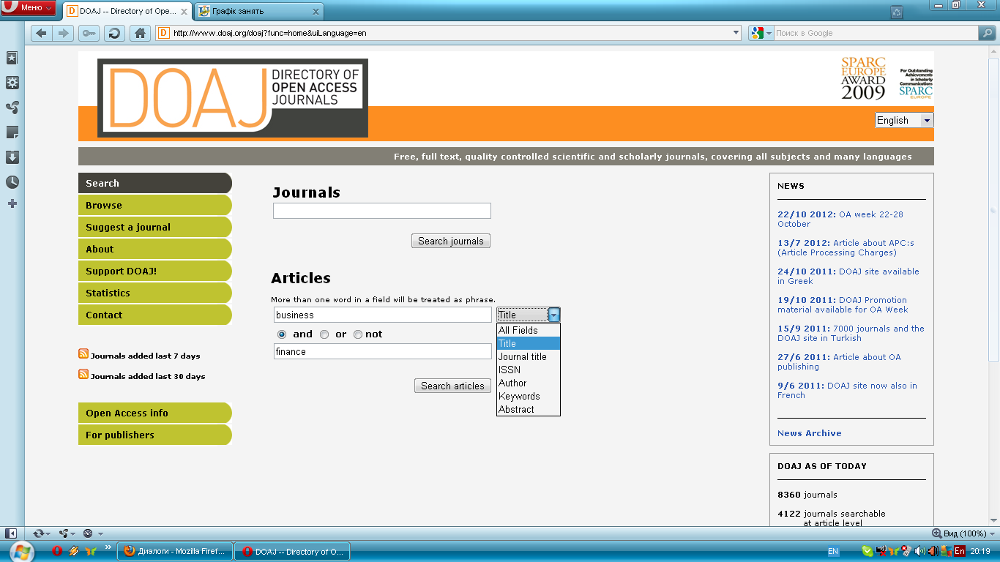 Меню
DOAJ -- Directory of Ope...
Графік занять
http://www.doaj.org/doaj?func=home&uiLanguage=en
Поиск в Google
DOAJ
DIRECTORY OF
OPEN ACCESS
JOURNALS
SPARC
EUROPE
AWARD
2009
For Outstanding
Achievements
in Scholarly
Communications
SPARC
EUROPE
English
Free, full text, quality controlled scientific and scholarly journals, covering all subjects and many languages
Search
Browse
Suggest a journal
About
Support DOAJ!
Statistics
Contact
Journals added last 7 days
Journals added last 30 days
Open Access info
For publishers
Journals
Search journals
Articles
More than one word in a field will be treated as phrase.
business
Title
and or not
finance
Search articles
All Fields
Title
Journal title
ISSN
Author
Keywords
Abstract
NEWS
22/10 2012: OA week 22-28
October
13/7 2012: Article about APC:s
(Article Processing Charges)
24/10 2011: DOAJ site available
in Greek
19/10 2011: DOAJ Promotion
material available for OA Week
15/9 2011: 7000 journals and the
DOAJ site in Turkish
27/6 2011: Article about OA
publishing
9/6 2011: DOAJ site now also in
French
News Archive
DOAJ AS OF TODAY
8360 journals
4122 journals searchable
at article level
Вид (100%)
Диалоги - Mozilla Firef...
DOAJ -- Directory of O...
EN
En
20:19